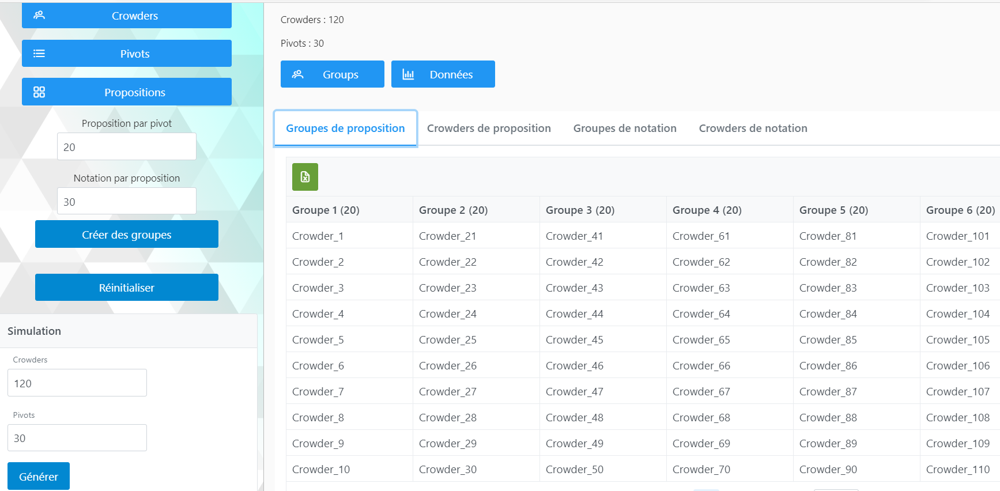 Crowders
Pivots
Propositions
Proposition par pivot
20
Notation par proposition
30
Créer des groupes
Réinitialiser
Simulation
Crowders
120
Pivots
30
Générer
Crowders : 120
Pivots : 30
Groups Données
Groupes de proposition Crowders de proposition Groupes de notation Crowders de notation
Groupe 1 (20) Groupe 2 (20) Groupe 3 (20) Groupe 4 (20) Groupe 5 (20) Groupe 6 (20)
Crowder_1 Crowder_21 Crowder_41 Crowder_61 Crowder_81 Crowder_101
Crowder_2 Crowder_22 Crowder_42 Crowder_62 Crowder_82 Crowder_102
Crowder_3 Crowder_23 Crowder_43 Crowder_63 Crowder_83 Crowder_103
Crowder_4 Crowder_24 Crowder_44 Crowder_64 Crowder_84 Crowder_104
Crowder_5 Crowder_25 Crowder_45 Crowder_65 Crowder_85 Crowder_105
Crowder_6 Crowder_26 Crowder_46 Crowder_66 Crowder_86 Crowder_106
Crowder_7 Crowder_27 Crowder_47 Crowder_67 Crowder_87 Crowder_107
Crowder_8 Crowder_28 Crowder_48 Crowder_68 Crowder_88 Crowder_108
Crowder_9 Crowder_29 Crowder_49 Crowder_69 Crowder_89 Crowder_109
Crowder_10 Crowder_30 Crowder_50 Crowder_70 Crowder_90 Crowder_110